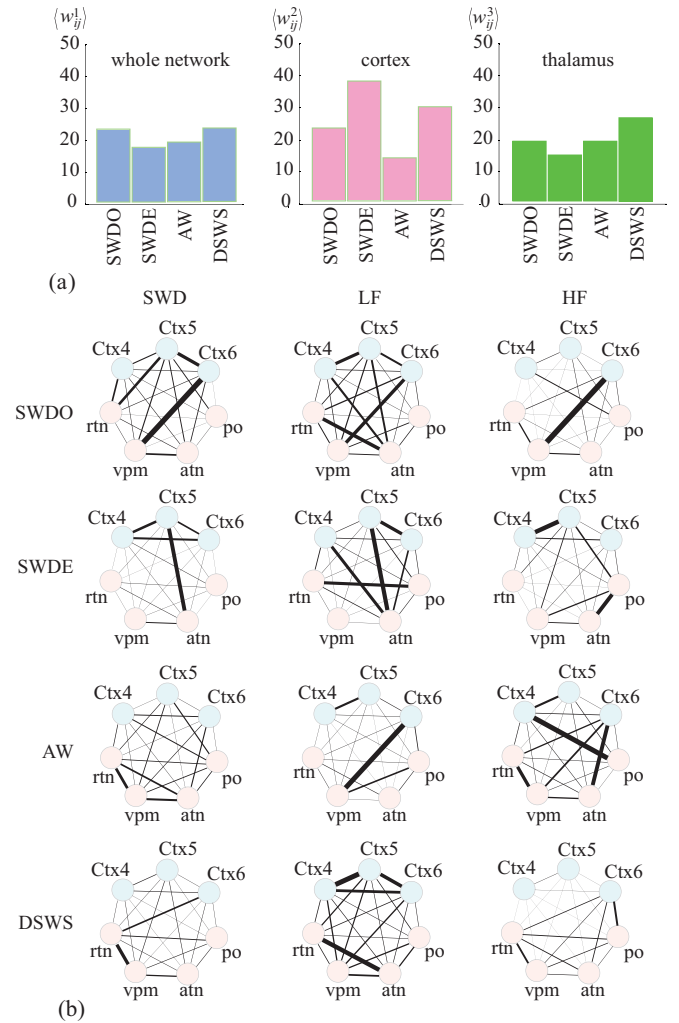 ⟨w¹ᵢⱼ⟩ ⟨w²ᵢⱼ⟩ ⟨w³ᵢⱼ⟩
50 50 50
whole network cortex thalamus
40 40 40
30 30 30
20 20 20
10 10 10
0 0 0
SWDO SWDE AW DSWS SWDO SWDE AW DSWS SWDO SWDE AW DSWS
(a)
SWD LF HF
Ctx5 Ctx5 Ctx5
Ctx4 Ctx6 Ctx4 Ctx6 Ctx4 Ctx6
SWDO
rtn po rtn po rtn po
vpm atn vpm atn vpm atn
Ctx5 Ctx5 Ctx5
Ctx4 Ctx6 Ctx4 Ctx6 Ctx4 Ctx6
SWDE
rtn po rtn po rtn po
vpm atn vpm atn vpm atn
Ctx5 Ctx5 Ctx5
Ctx4 Ctx6 Ctx4 Ctx6 Ctx4 Ctx6
AW
rtn po rtn po rtn po
vpm atn vpm atn vpm atn
Ctx5 Ctx5 Ctx5
Ctx4 Ctx6 Ctx4 Ctx6 Ctx4 Ctx6
DSWS
rtn po rtn po rtn po
vpm atn vpm atn vpm atn
(b)